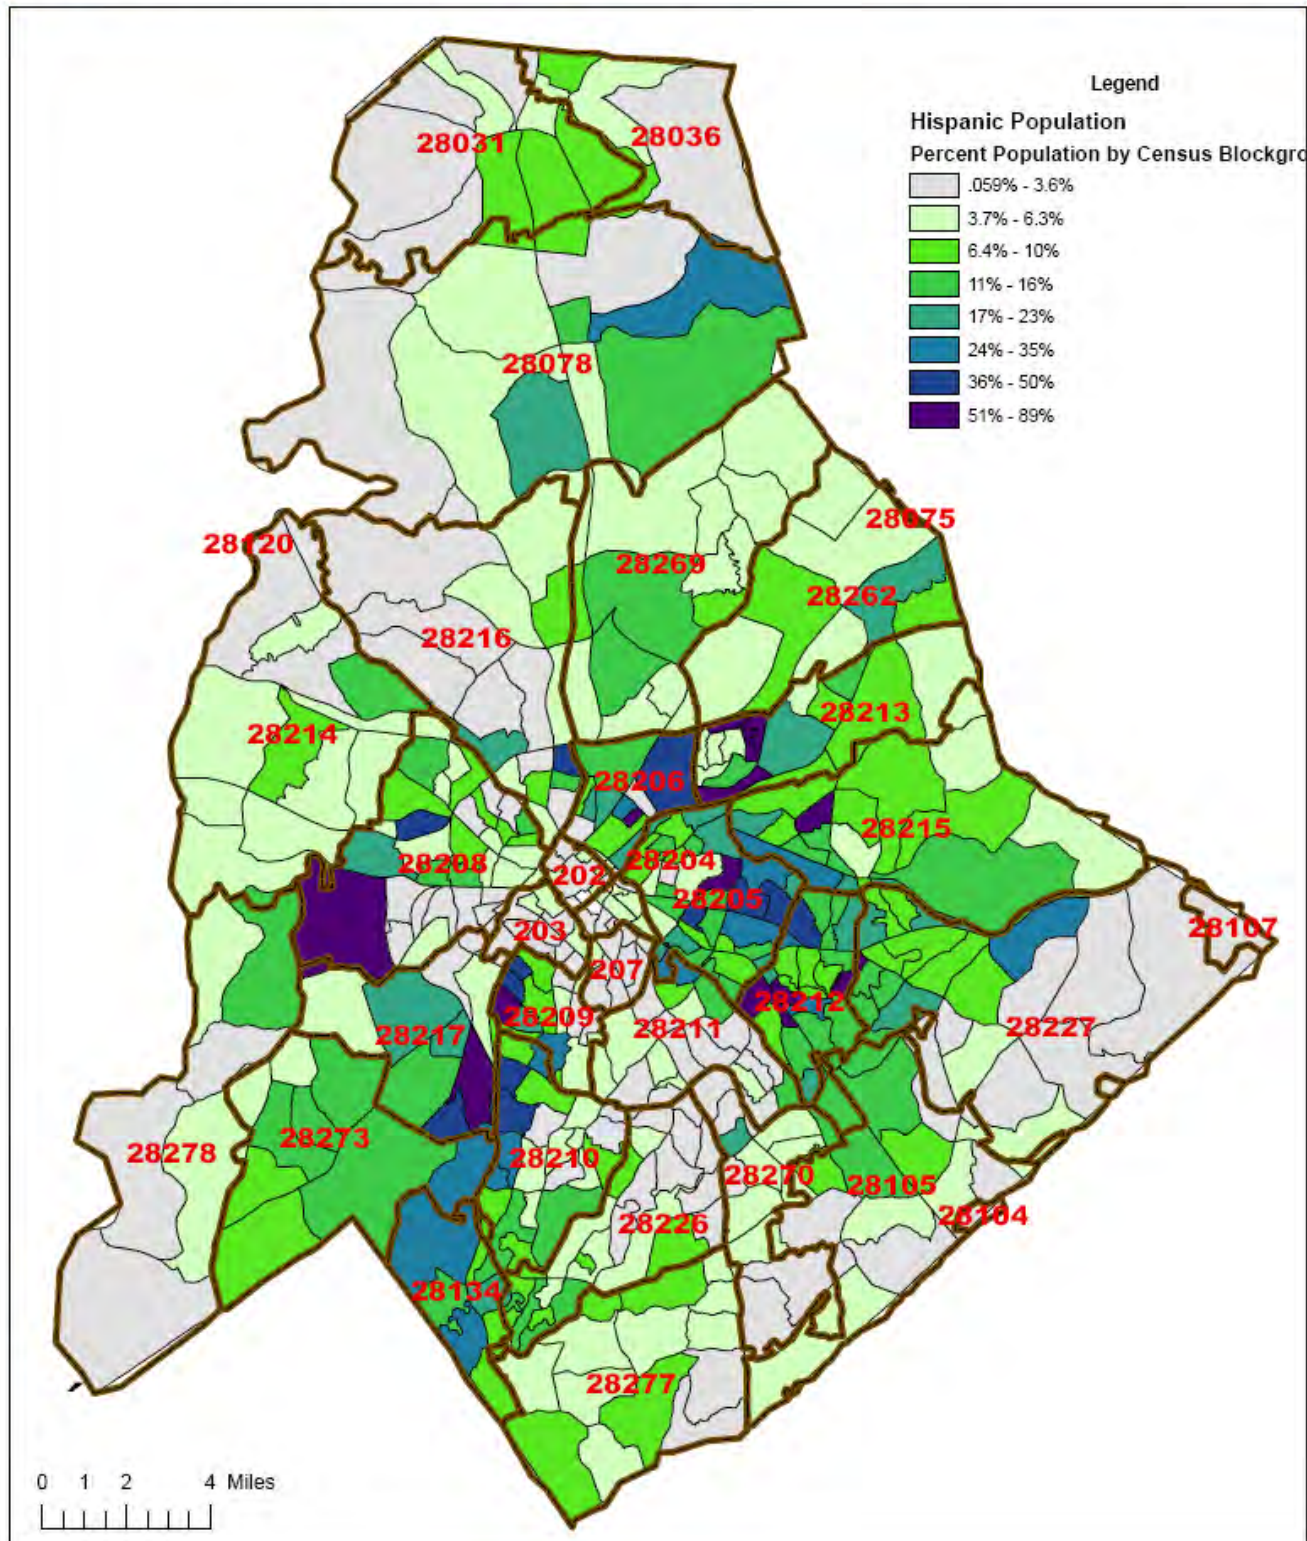 Legend
Hispanic Population
Percent Population by Census Blockgro
.059% - 3.6%
3.7% - 6.3%
6.4% - 10%
11% - 16%
17% - 23%
24% - 35%
36% - 50%
51% - 89%
28031
28036
28078
28075
28120
28269
28262
28216
28213
28214
28206
28215
28204
28208
202
28205
28107
203
207
28212
28209
28211
28227
28217
28273
28278
28210
28270
28105
28104
28226
28134
28277
0 1 2 4 Miles